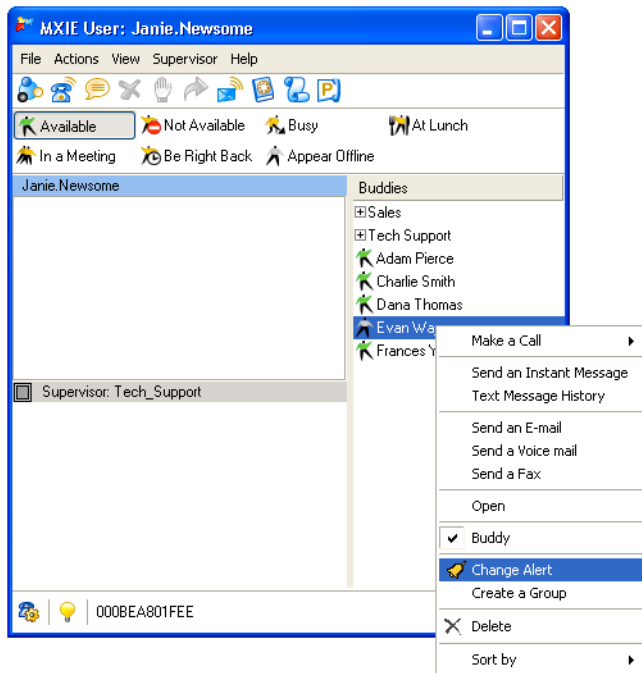 MXIE User: Janie.Newsome
File Actions View Supervisor Help
Available Not Available Busy At Lunch
In a Meeting Be Right Back Appear Offline
Janie.Newsome
Buddies
Sales
Tech Support
Adam Pierce
Charlie Smith
Dana Thomas
Evan Wa
Frances Y
Supervisor: Tech_Support
000BEA801FEE
Make a Call
Send an Instant Message
Text Message History
Send an E-mail
Send a Voice mail
Send a Fax
Open
Buddy
Change Alert
Create a Group
Delete
Sort by